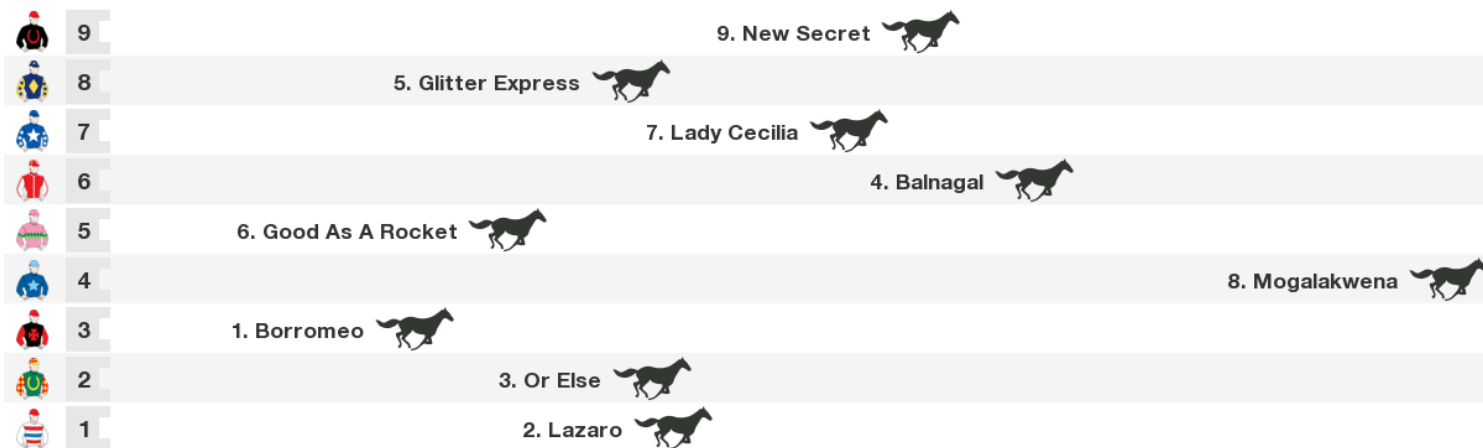 9 9. New Secret
8 5. Glitter Express
7 7. Lady Cecilia
6 4. Balnagal
5 6. Good As A Rocket
4 8. Mogalakwena
3 1. Borromeo
2 3. Or Else
1 2. Lazaro